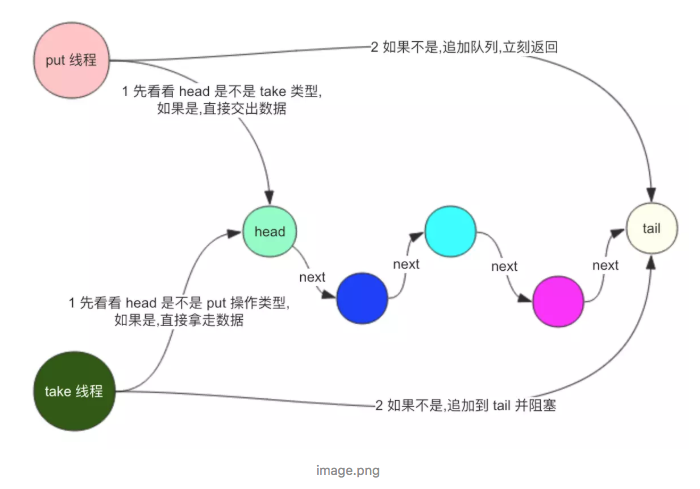 put 线程
2 如果不是,追加队列,立刻返回
1 先看看 head 是不是 take 类型,
如果是,直接交出数据
head
tail
next
next
next
next
1 先看看 head 是不是 put 操作类型,
如果是,直接拿走数据
take 线程
2 如果不是,追加到 tail 并阻塞
image.png